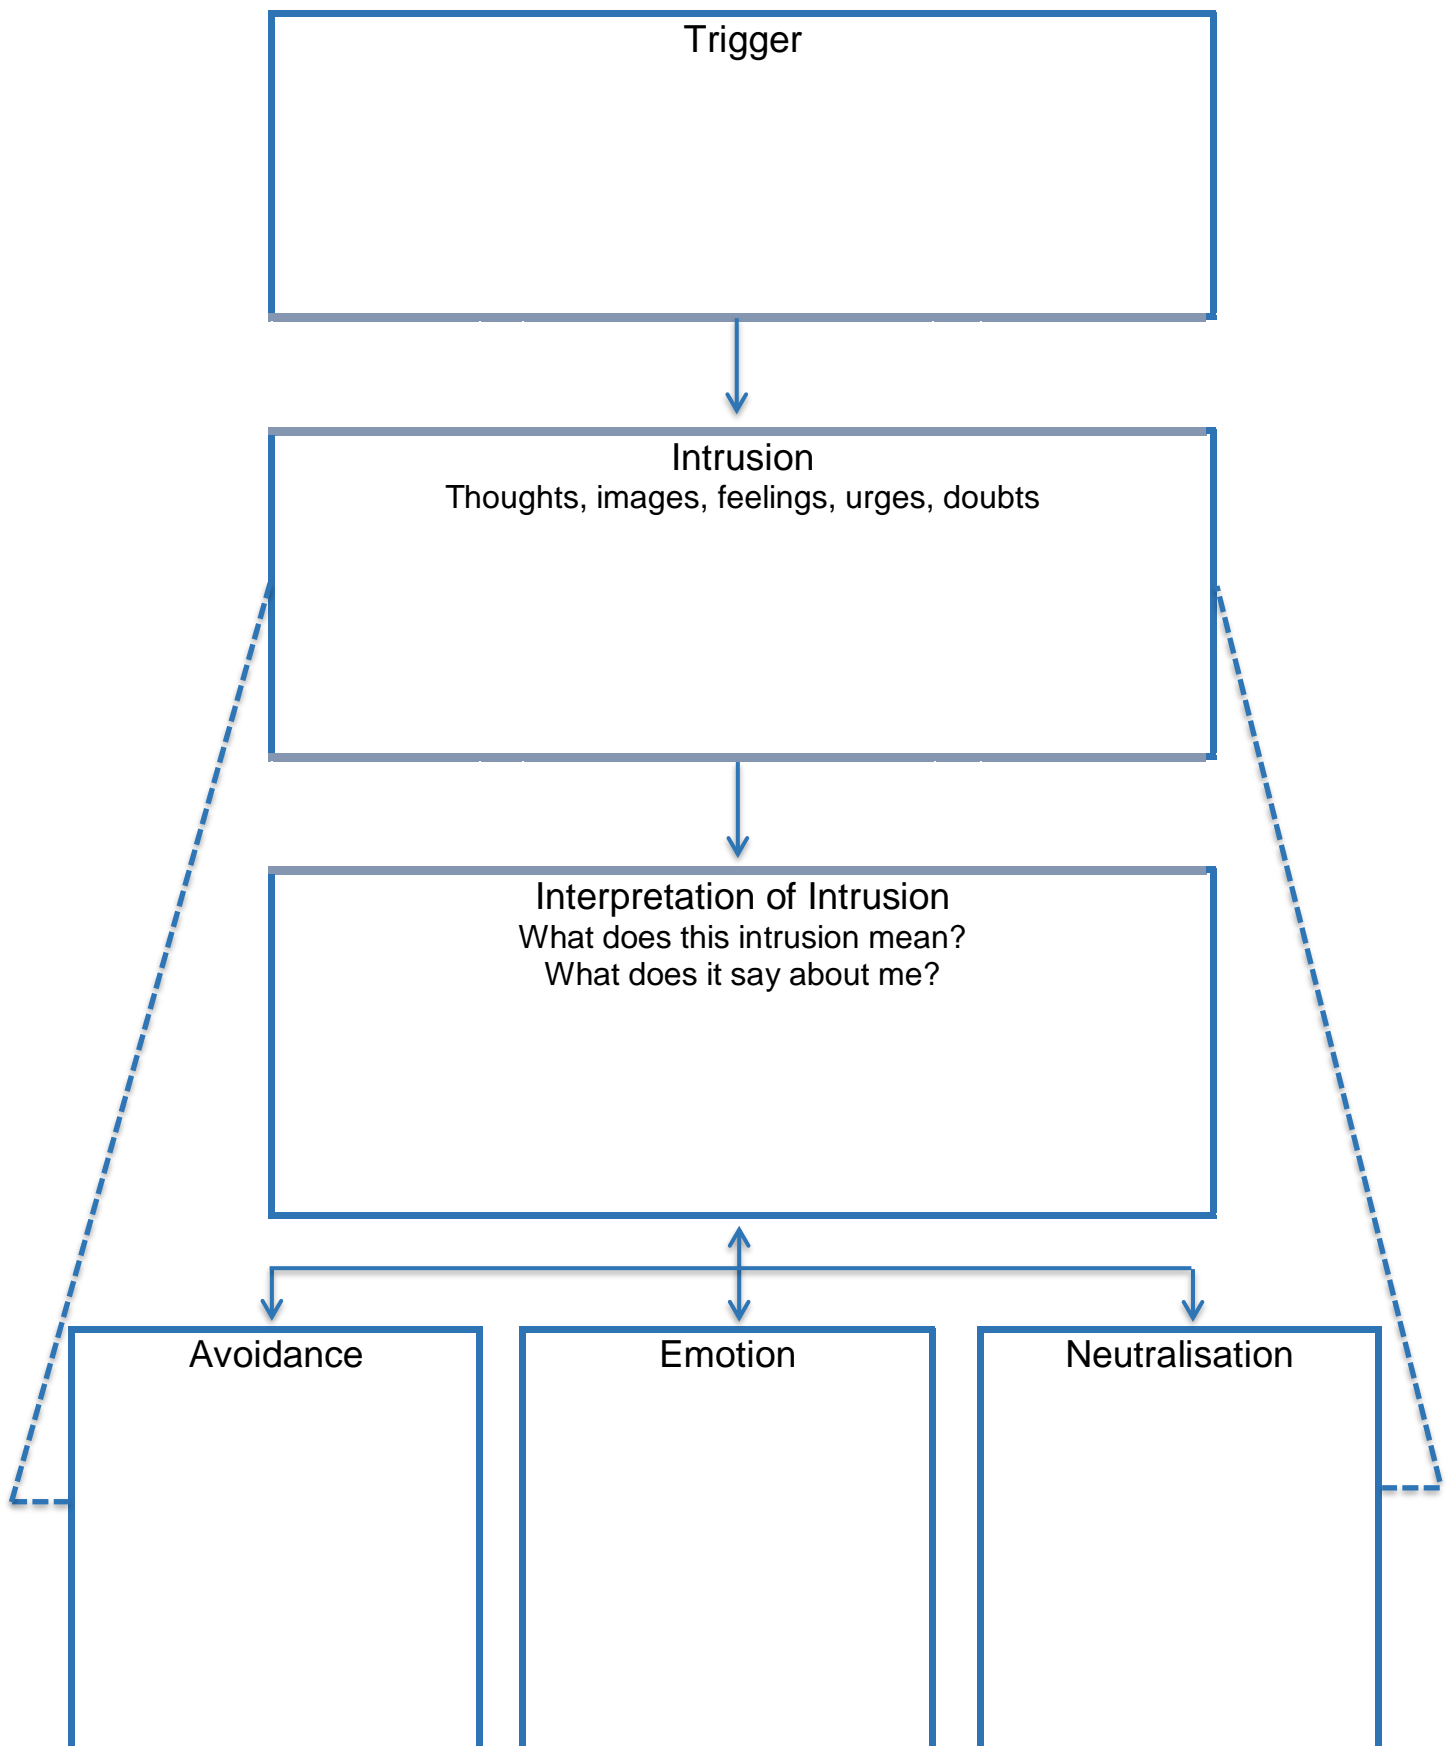 Trigger
Intrusion
Thoughts, images, feelings, urges, doubts
Interpretation of Intrusion
What does this intrusion mean?
What does it say about me?
Avoidance
Emotion
Neutralisation